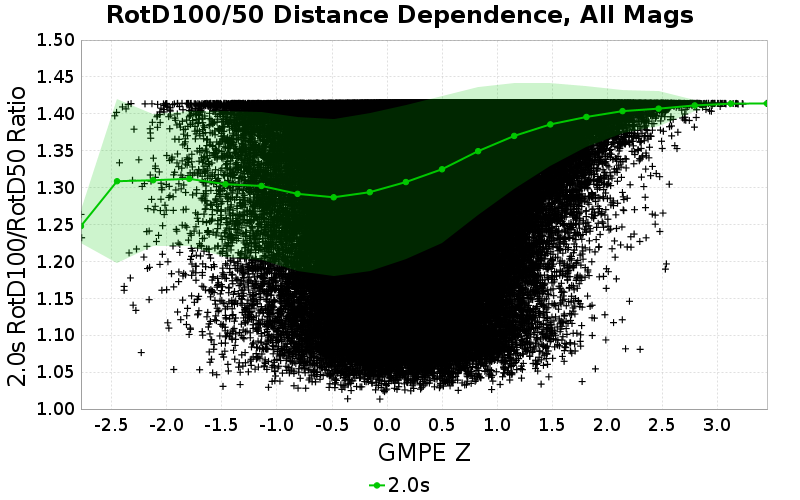 RotD100/50 Distance Dependence, All Mags
2.0s RotD100/RotD50 Ratio
1.50
1.45
1.40
1.35
1.30
1.25
1.20
1.15
1.10
1.05
1.00
-2.5 -2.0 -1.5 -1.0 -0.5 0.0 0.5 1.0 1.5 2.0 2.5 3.0
GMPE Z
2.0s